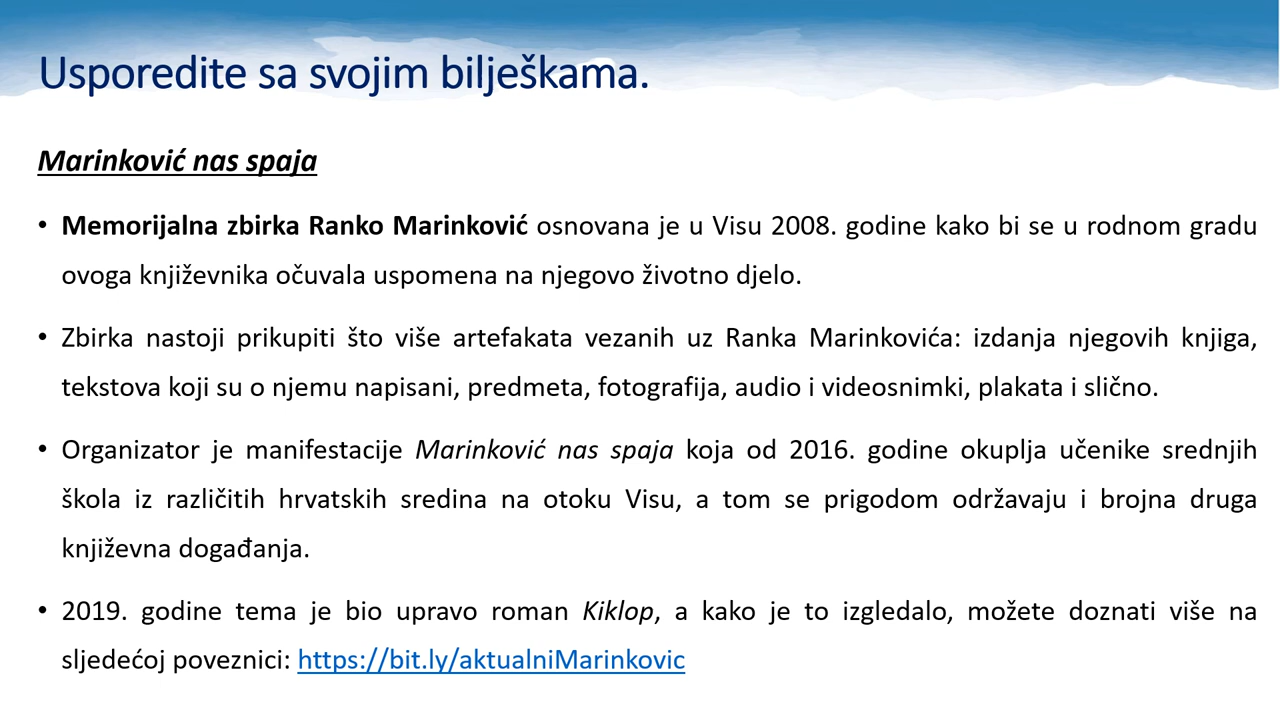 Usporedite sa svojim bilješkama.
Marinković nas spaja
• Memorijalna zbirka Ranko Marinković osnovana je u Visu 2008. godine kako bi se u rodnom gradu
ovoga književnika očuvala uspomena na njegovo životno djelo.
• Zbirka nastoji prikupiti što više artefakata vezanih uz Ranka Marinkovića: izdanja njegovih knjiga,
tekstova koji su o njemu napisani, predmeta, fotografija, audio i videosnimki, plakata i slično.
• Organizator je manifestacije Marinković nas spaja koja od 2016. godine okuplja učenike srednjih
škola iz različitih hrvatskih sredina na otoku Visu, a tom se prigodom održavaju i brojna druga
književna događanja.
• 2019. godine tema je bio upravo roman Kiklop, a kako je to izgledalo, možete doznati više na
sljedećoj poveznici: https://bit.ly/aktualniMarinkovic